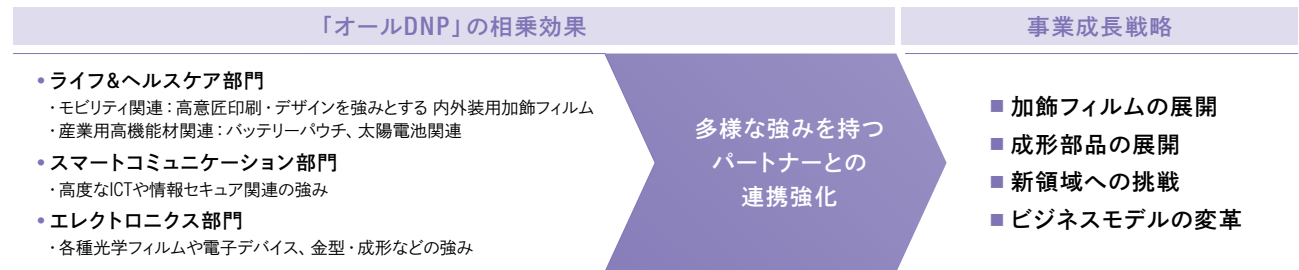 「オールDNP」の相乗効果
事業成長戦略
•ライフ&ヘルスケア部門
・モビリティ関連：高意匠印刷・デザインを強みとする 内外装用加飾フィルム
・産業用高機能材関連：バッテリーパウチ、太陽電池関連
•スマートコミュニケーション部門
・高度なICTや情報セキュア関連の強み
•エレクトロニクス部門
・各種光学フィルムや電子デバイス、金型・成形などの強み
多様な強みを持つ
パートナーとの
連携強化
■ 加飾フィルムの展開
■ 成形部品の展開
■ 新領域への挑戦
■ ビジネスモデルの変革